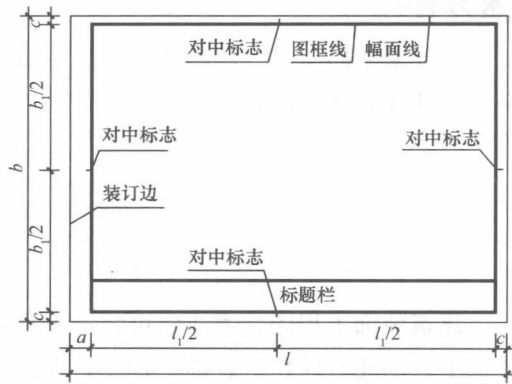 c
对中标志 图框线 幅面线
b₁/2
对中标志 对中标志
b
装订边
b₁/2
对中标志
标题栏
c
a l₁/2 l₁/2 c
l